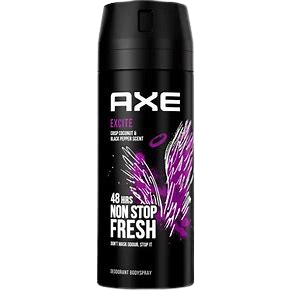 AXE
EXCITE
CRISP COCONUT &
BLACK PEPPER SCENT
48 HRS
NON STOP
FRESH
DON'T MASK ODOUR, STOP IT
DEODORANT BODYSPRAY